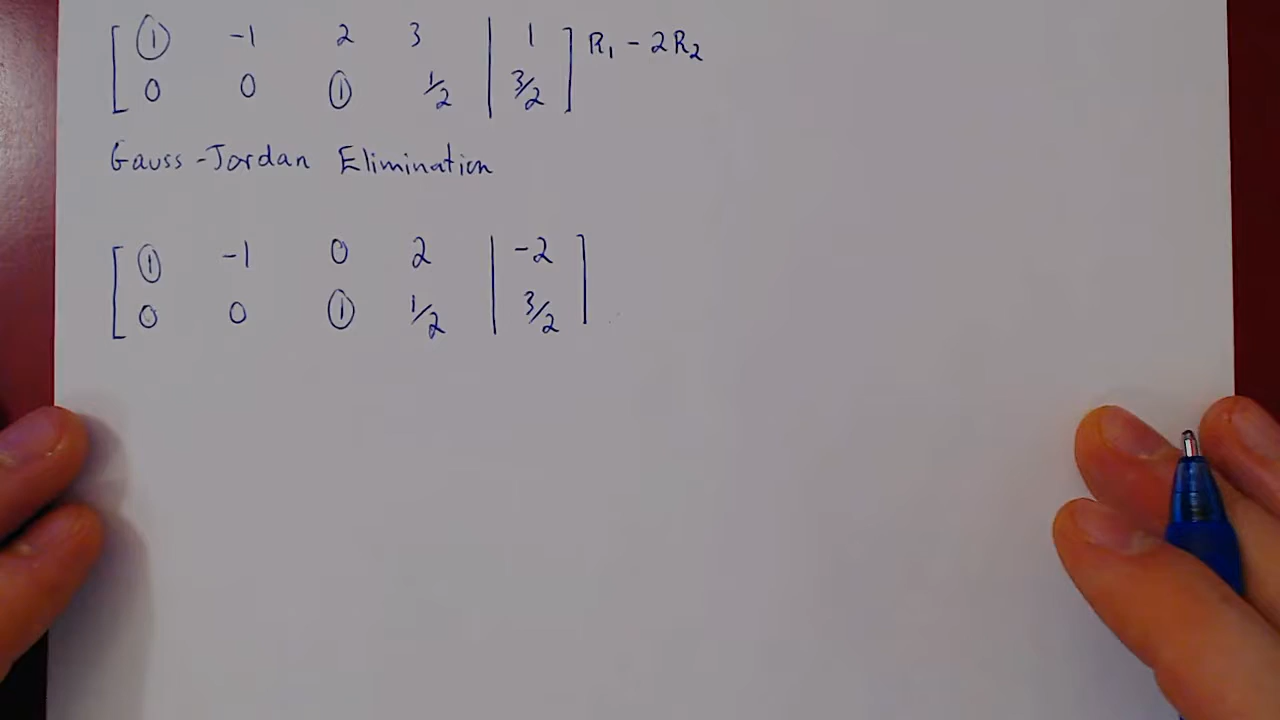 [ 1 -1 2 3 | 1 ] R₁ - 2R₂
[ 0 0 1 1/2 | 3/2 ]
Gauss-Jordan Elimination
[ 1 -1 0 2 | -2 ]
[ 0 0 1 1/2 | 3/2 ]